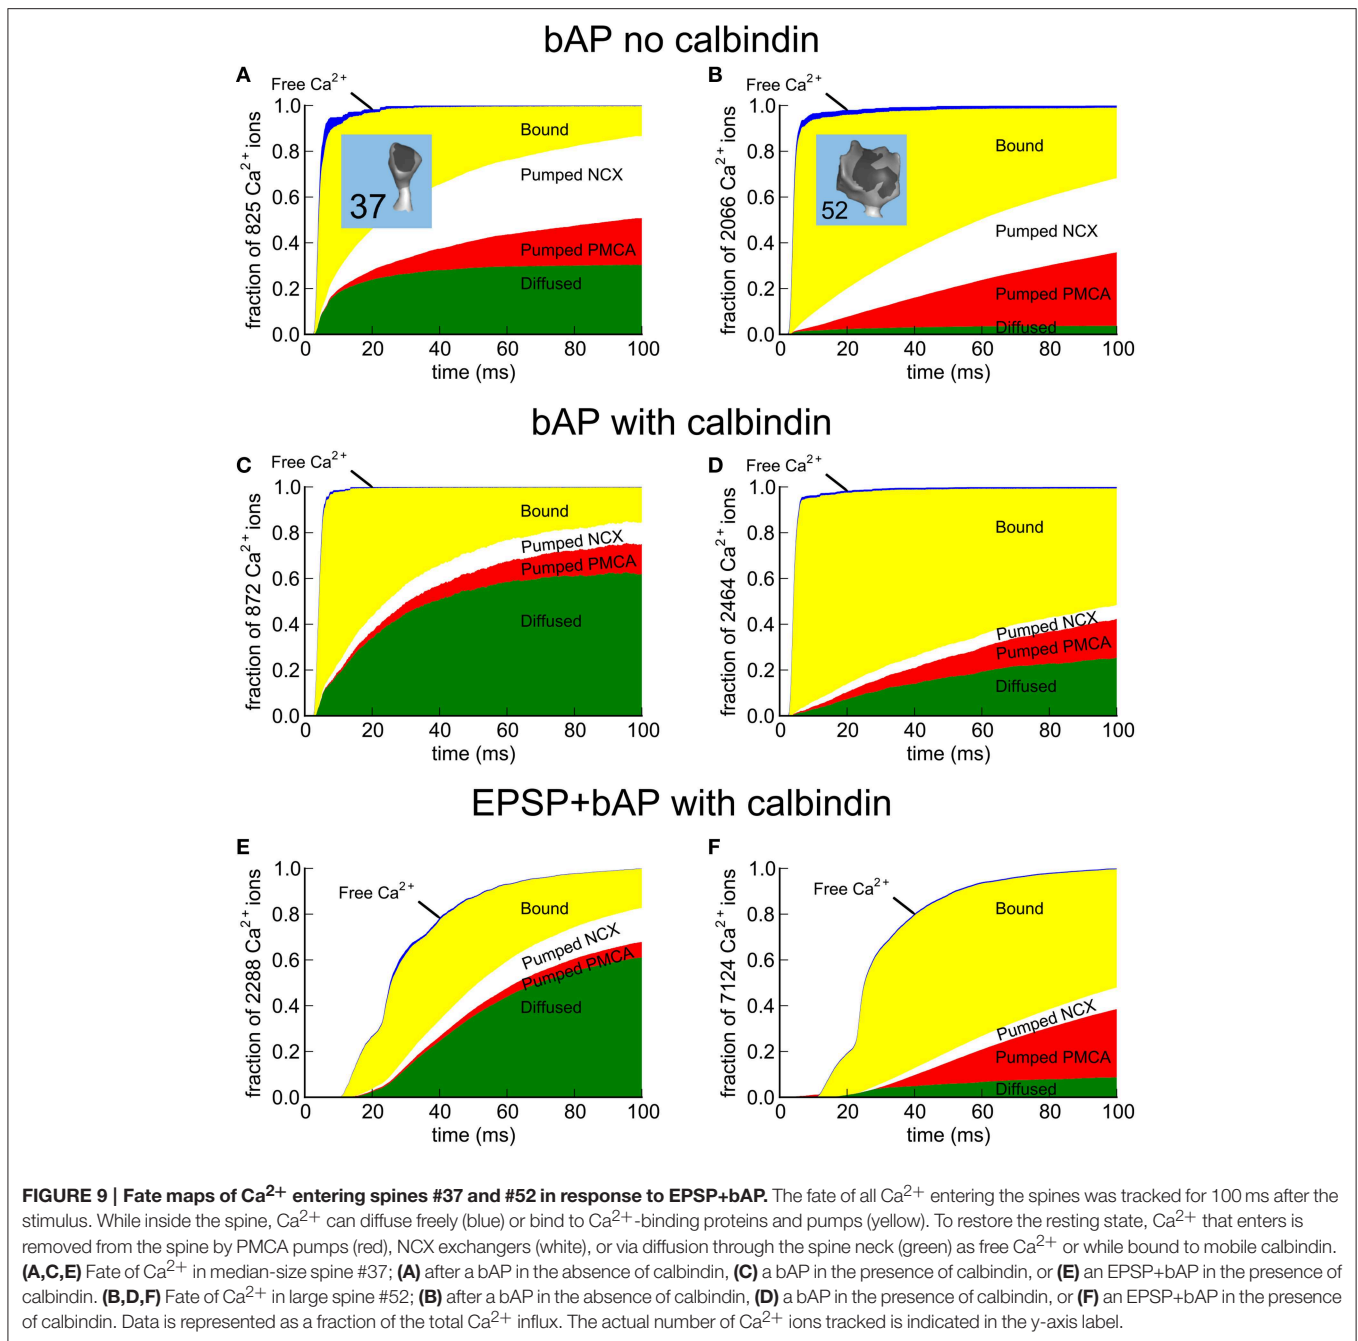 bAP no calbindin
A
Free Ca²⁺
fraction of 825 Ca²⁺ ions
1.0
0.8
0.6
0.4
0.2
0.0
37
Bound
Pumped NCX
Pumped PMCA
Diffused
0 20 40 60 80 100
time (ms)
B
Free Ca²⁺
fraction of 2066 Ca²⁺ ions
1.0
0.8
0.6
0.4
0.2
0.0
52
Bound
Pumped NCX
Pumped PMCA
Diffused
0 20 40 60 80 100
time (ms)
bAP with calbindin
C
Free Ca²⁺
fraction of 872 Ca²⁺ ions
1.0
0.8
0.6
0.4
0.2
0.0
Bound
Pumped NCX
Pumped PMCA
Diffused
0 20 40 60 80 100
time (ms)
D
Free Ca²⁺
fraction of 2464 Ca²⁺ ions
1.0
0.8
0.6
0.4
0.2
0.0
Bound
Pumped NCX
Pumped PMCA
Diffused
0 20 40 60 80 100
time (ms)
EPSP+bAP with calbindin
E
Free Ca²⁺
fraction of 2288 Ca²⁺ ions
1.0
0.8
0.6
0.4
0.2
0.0
Bound
Pumped NCX
Pumped PMCA
Diffused
0 20 40 60 80 100
time (ms)
F
Free Ca²⁺
fraction of 7124 Ca²⁺ ions
1.0
0.8
0.6
0.4
0.2
0.0
Bound
Pumped NCX
Pumped PMCA
Diffused
0 20 40 60 80 100
time (ms)
FIGURE 9 | Fate maps of Ca²⁺ entering spines #37 and #52 in response to EPSP+bAP. The fate of all Ca²⁺ entering the spines was tracked for 100 ms after the
stimulus. While inside the spine, Ca²⁺ can diffuse freely (blue) or bind to Ca²⁺-binding proteins and pumps (yellow). To restore the resting state, Ca²⁺ that enters is
removed from the spine by PMCA pumps (red), NCX exchangers (white), or via diffusion through the spine neck (green) as free Ca²⁺ or while bound to mobile calbindin.
(A,C,E) Fate of Ca²⁺ in median-size spine #37; (A) after a bAP in the absence of calbindin, (C) a bAP in the presence of calbindin, or (E) an EPSP+bAP in the presence of
calbindin. (B,D,F) Fate of Ca²⁺ in large spine #52; (B) after a bAP in the absence of calbindin, (D) a bAP in the presence of calbindin, or (F) an EPSP+bAP in the presence
of calbindin. Data is represented as a fraction of the total Ca²⁺ influx. The actual number of Ca²⁺ ions tracked is indicated in the y-axis label.